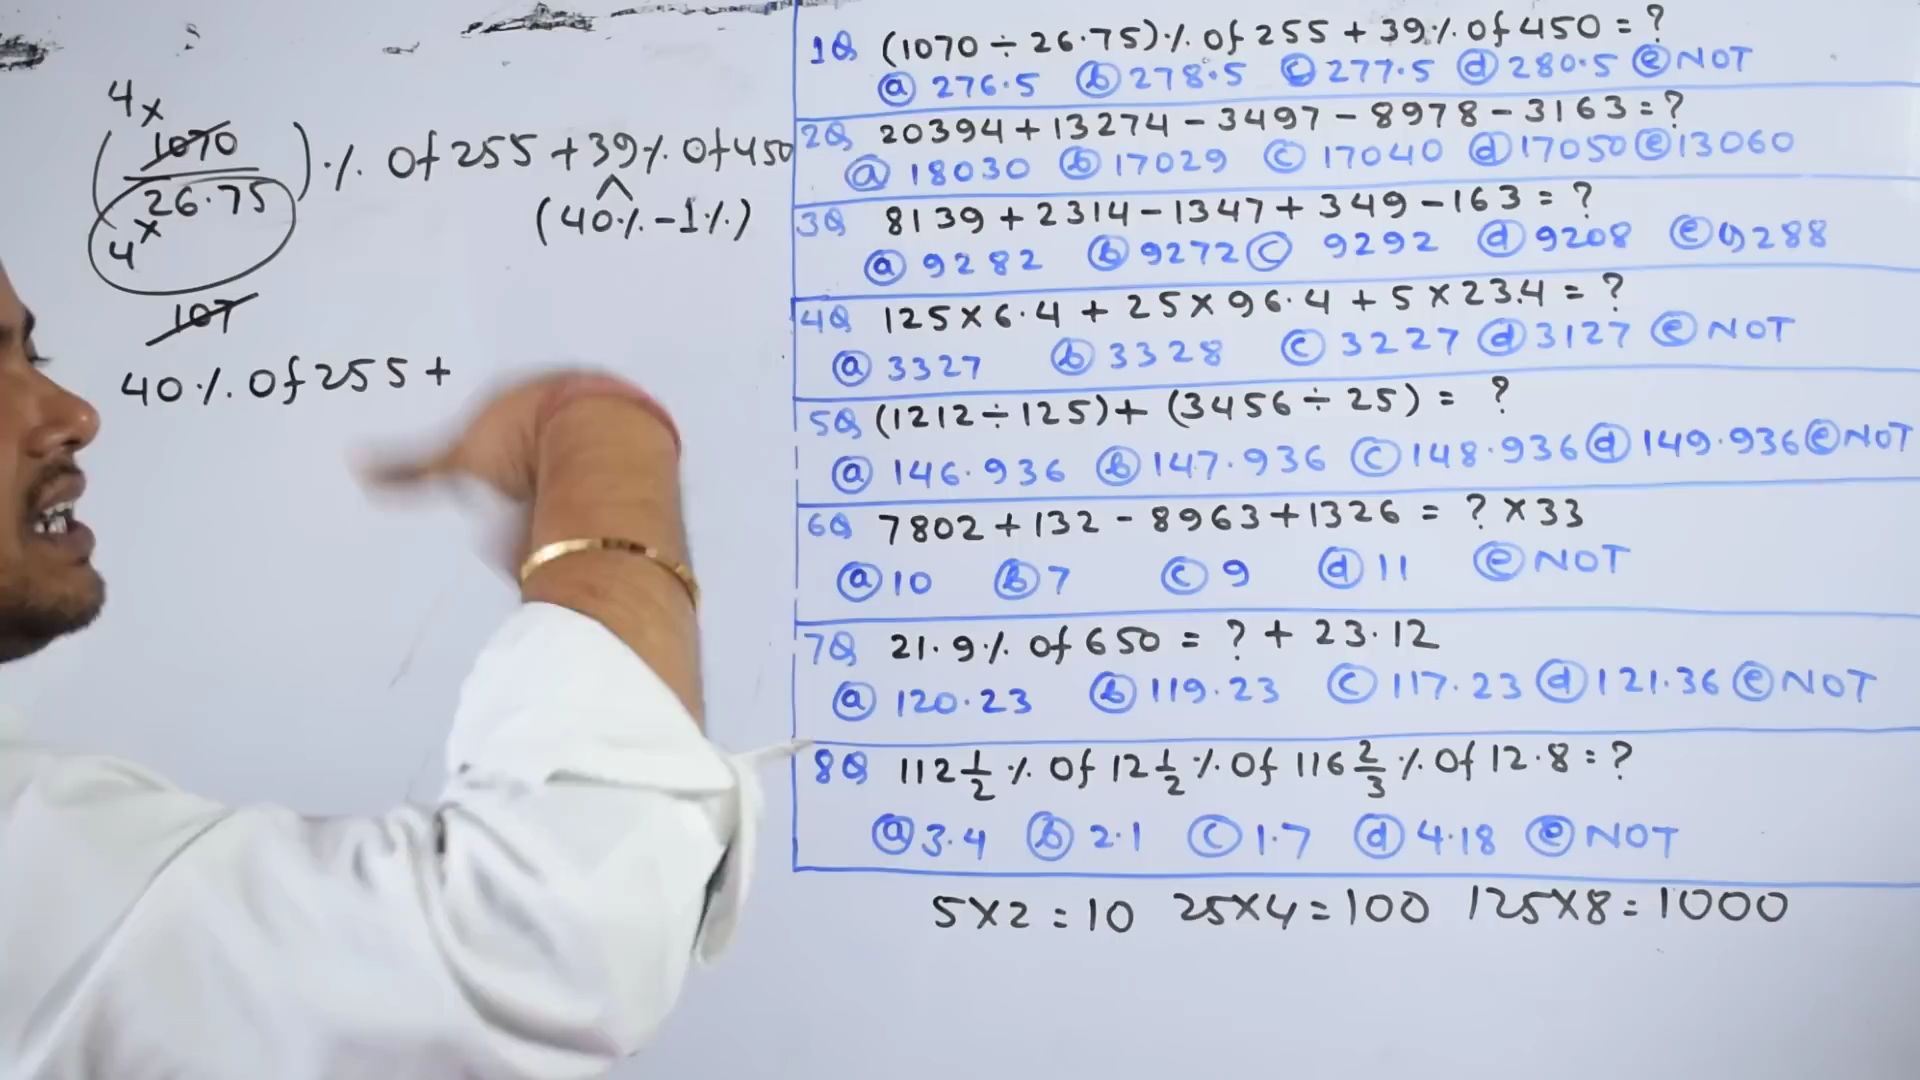 4x
(1070/26.75)% of 255 + 39% of 450
4x
(40% - 1%)
107
40% of 255 +
1Q (1070 ÷ 26.75)% of 255 + 39% of 450 = ?
a 276.5 b 278.5 c 277.5 d 280.5 e NOT
2Q 20394 + 13274 - 3497 - 8978 - 3163 = ?
a 18030 b 17029 c 17040 d 17050 e 13060
3Q 8139 + 2314 - 1347 + 349 - 163 = ?
a 9282 b 9272 c 9292 d 9208 e 9288
4Q 125 × 6.4 + 25 × 96.4 + 5 × 23.4 = ?
a 3327 b 3328 c 3227 d 3127 e NOT
5Q (1212 ÷ 125) + (3456 ÷ 25) = ?
a 146.936 b 147.936 c 148.936 d 149.936 e NOT
6Q 7802 + 132 - 8963 + 1326 = ? × 33
a 10 b 7 c 9 d 11 e NOT
7Q 21.9% of 650 = ? + 23.12
a 120.23 b 119.23 c 117.23 d 121.36 e NOT
8Q 112 1/2 % of 12 1/2 % of 116 2/3 % of 12.8 = ?
a 3.4 b 2.1 c 1.7 d 4.18 e NOT
5×2 = 10 25×4 = 100 125×8 = 1000